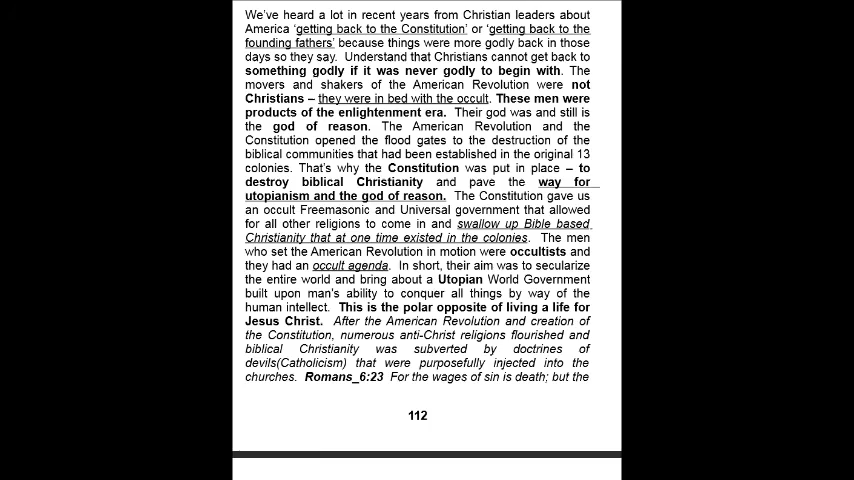 We've heard a lot in recent years from Christian leaders about
America 'getting back to the Constitution' or 'getting back to the
founding fathers' because things were more godly back in those
days so they say. Understand that Christians cannot get back to
something godly if it was never godly to begin with. The
movers and shakers of the American Revolution were not
Christians – they were in bed with the occult. These men were
products of the enlightenment era. Their god was and still is
the god of reason. The American Revolution and the
Constitution opened the flood gates to the destruction of the
biblical communities that had been established in the original 13
colonies. That's why the Constitution was put in place – to
destroy biblical Christianity and pave the way for
utopianism and the god of reason. The Constitution gave us
an occult Freemasonic and Universal government that allowed
for all other religions to come in and swallow up Bible based
Christianity that at one time existed in the colonies. The men
who set the American Revolution in motion were occultists and
they had an occult agenda. In short, their aim was to secularize
the entire world and bring about a Utopian World Government
built upon man's ability to conquer all things by way of the
human intellect. This is the polar opposite of living a life for
Jesus Christ. After the American Revolution and creation of
the Constitution, numerous anti-Christ religions flourished and
biblical Christianity was subverted by doctrines of
devils(Catholicism) that were purposefully injected into the
churches. Romans_6:23 For the wages of sin is death; but the
112